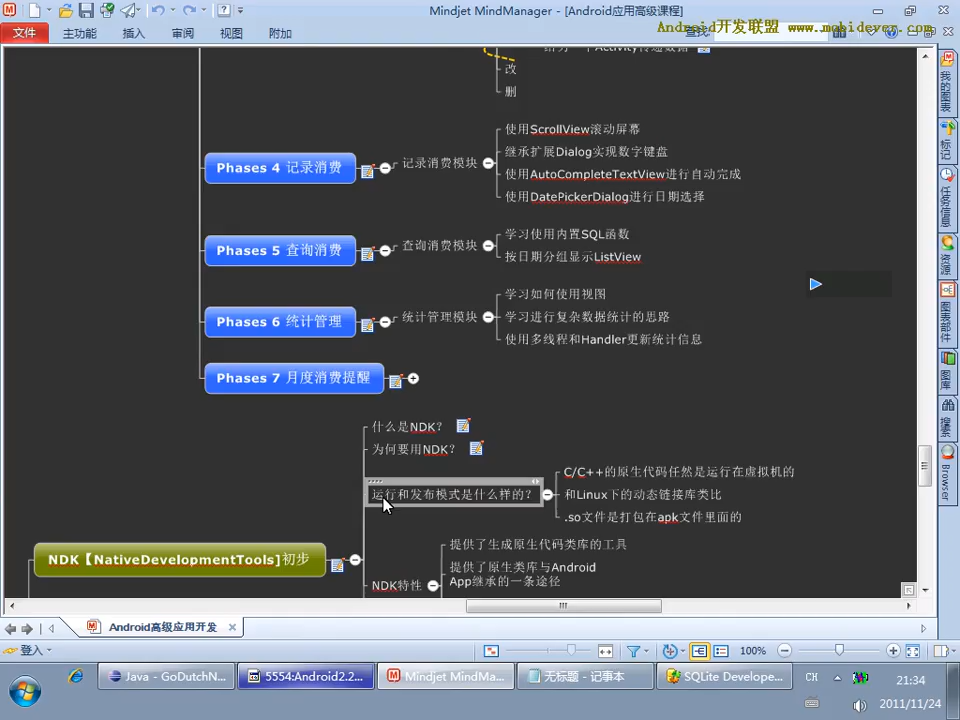 Mindjet MindManager - [Android应用高级课程]
Android开发联盟 www.mobidever.com
文件
主功能
插入
审阅
视图
附加
查找:
给另一个Activity传递数据
改
删
Phases 4 记录消费
记录消费模块
使用ScrollView滚动屏幕
继承扩展Dialog实现数字键盘
使用AutoCompleteTextView进行自动完成
使用DatePickerDialog进行日期选择
Phases 5 查询消费
查询消费模块
学习使用内置SQL函数
按日期分组显示ListView
Phases 6 统计管理
统计管理模块
学习如何使用视图
学习进行复杂数据统计的思路
使用多线程和Handler更新统计信息
Phases 7 月度消费提醒
什么是NDK?
为何要用NDK?
运行和发布模式是什么样的?
C/C++的原生代码任然是运行在虚拟机的
和Linux下的动态链接库类比
.so文件是打包在apk文件里面的
NDK【NativeDevelopmentTools]初步
NDK特性
提供了生成原生代码类库的工具
提供了原生类库与Android
App继承的一条途径
我的图表
标记
任务信息
资源
图表部件
图库
搜索
Browser
Android高级应用开发
登入
100%
Java - GoDutchN...
5554:Android2.2...
Mindjet MindMa...
无标题 - 记事本
SQLite Develope...
CH
21:34
2011/11/24